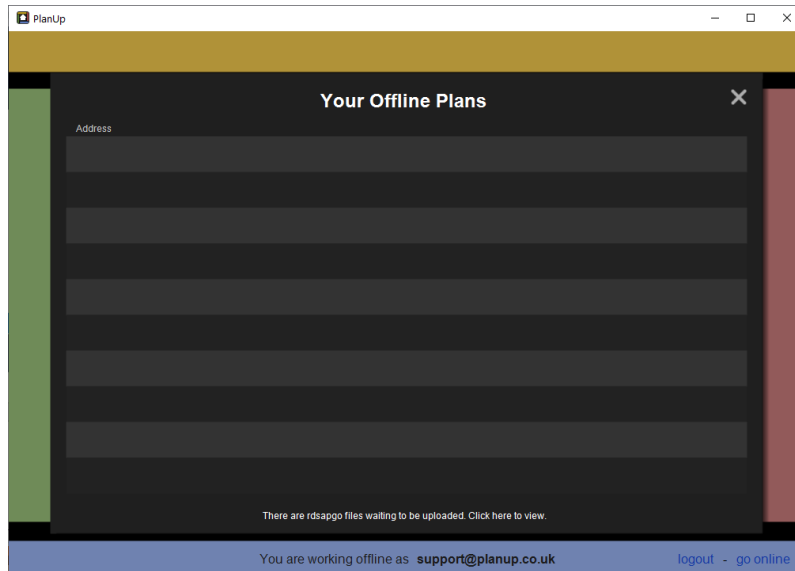 PlanUp
Your Offline Plans
Address
There are rdsapgo files waiting to be uploaded. Click here to view.
You are working offline as support@planup.co.uk
logout - go online